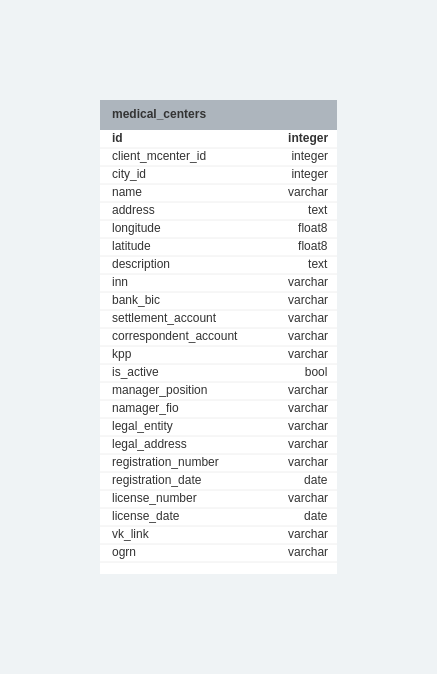 medical_centers
id integer
client_mcenter_id integer
city_id integer
name varchar
address text
longitude float8
latitude float8
description text
inn varchar
bank_bic varchar
settlement_account varchar
correspondent_account varchar
kpp varchar
is_active bool
manager_position varchar
namager_fio varchar
legal_entity varchar
legal_address varchar
registration_number varchar
registration_date date
license_number varchar
license_date date
vk_link varchar
ogrn varchar